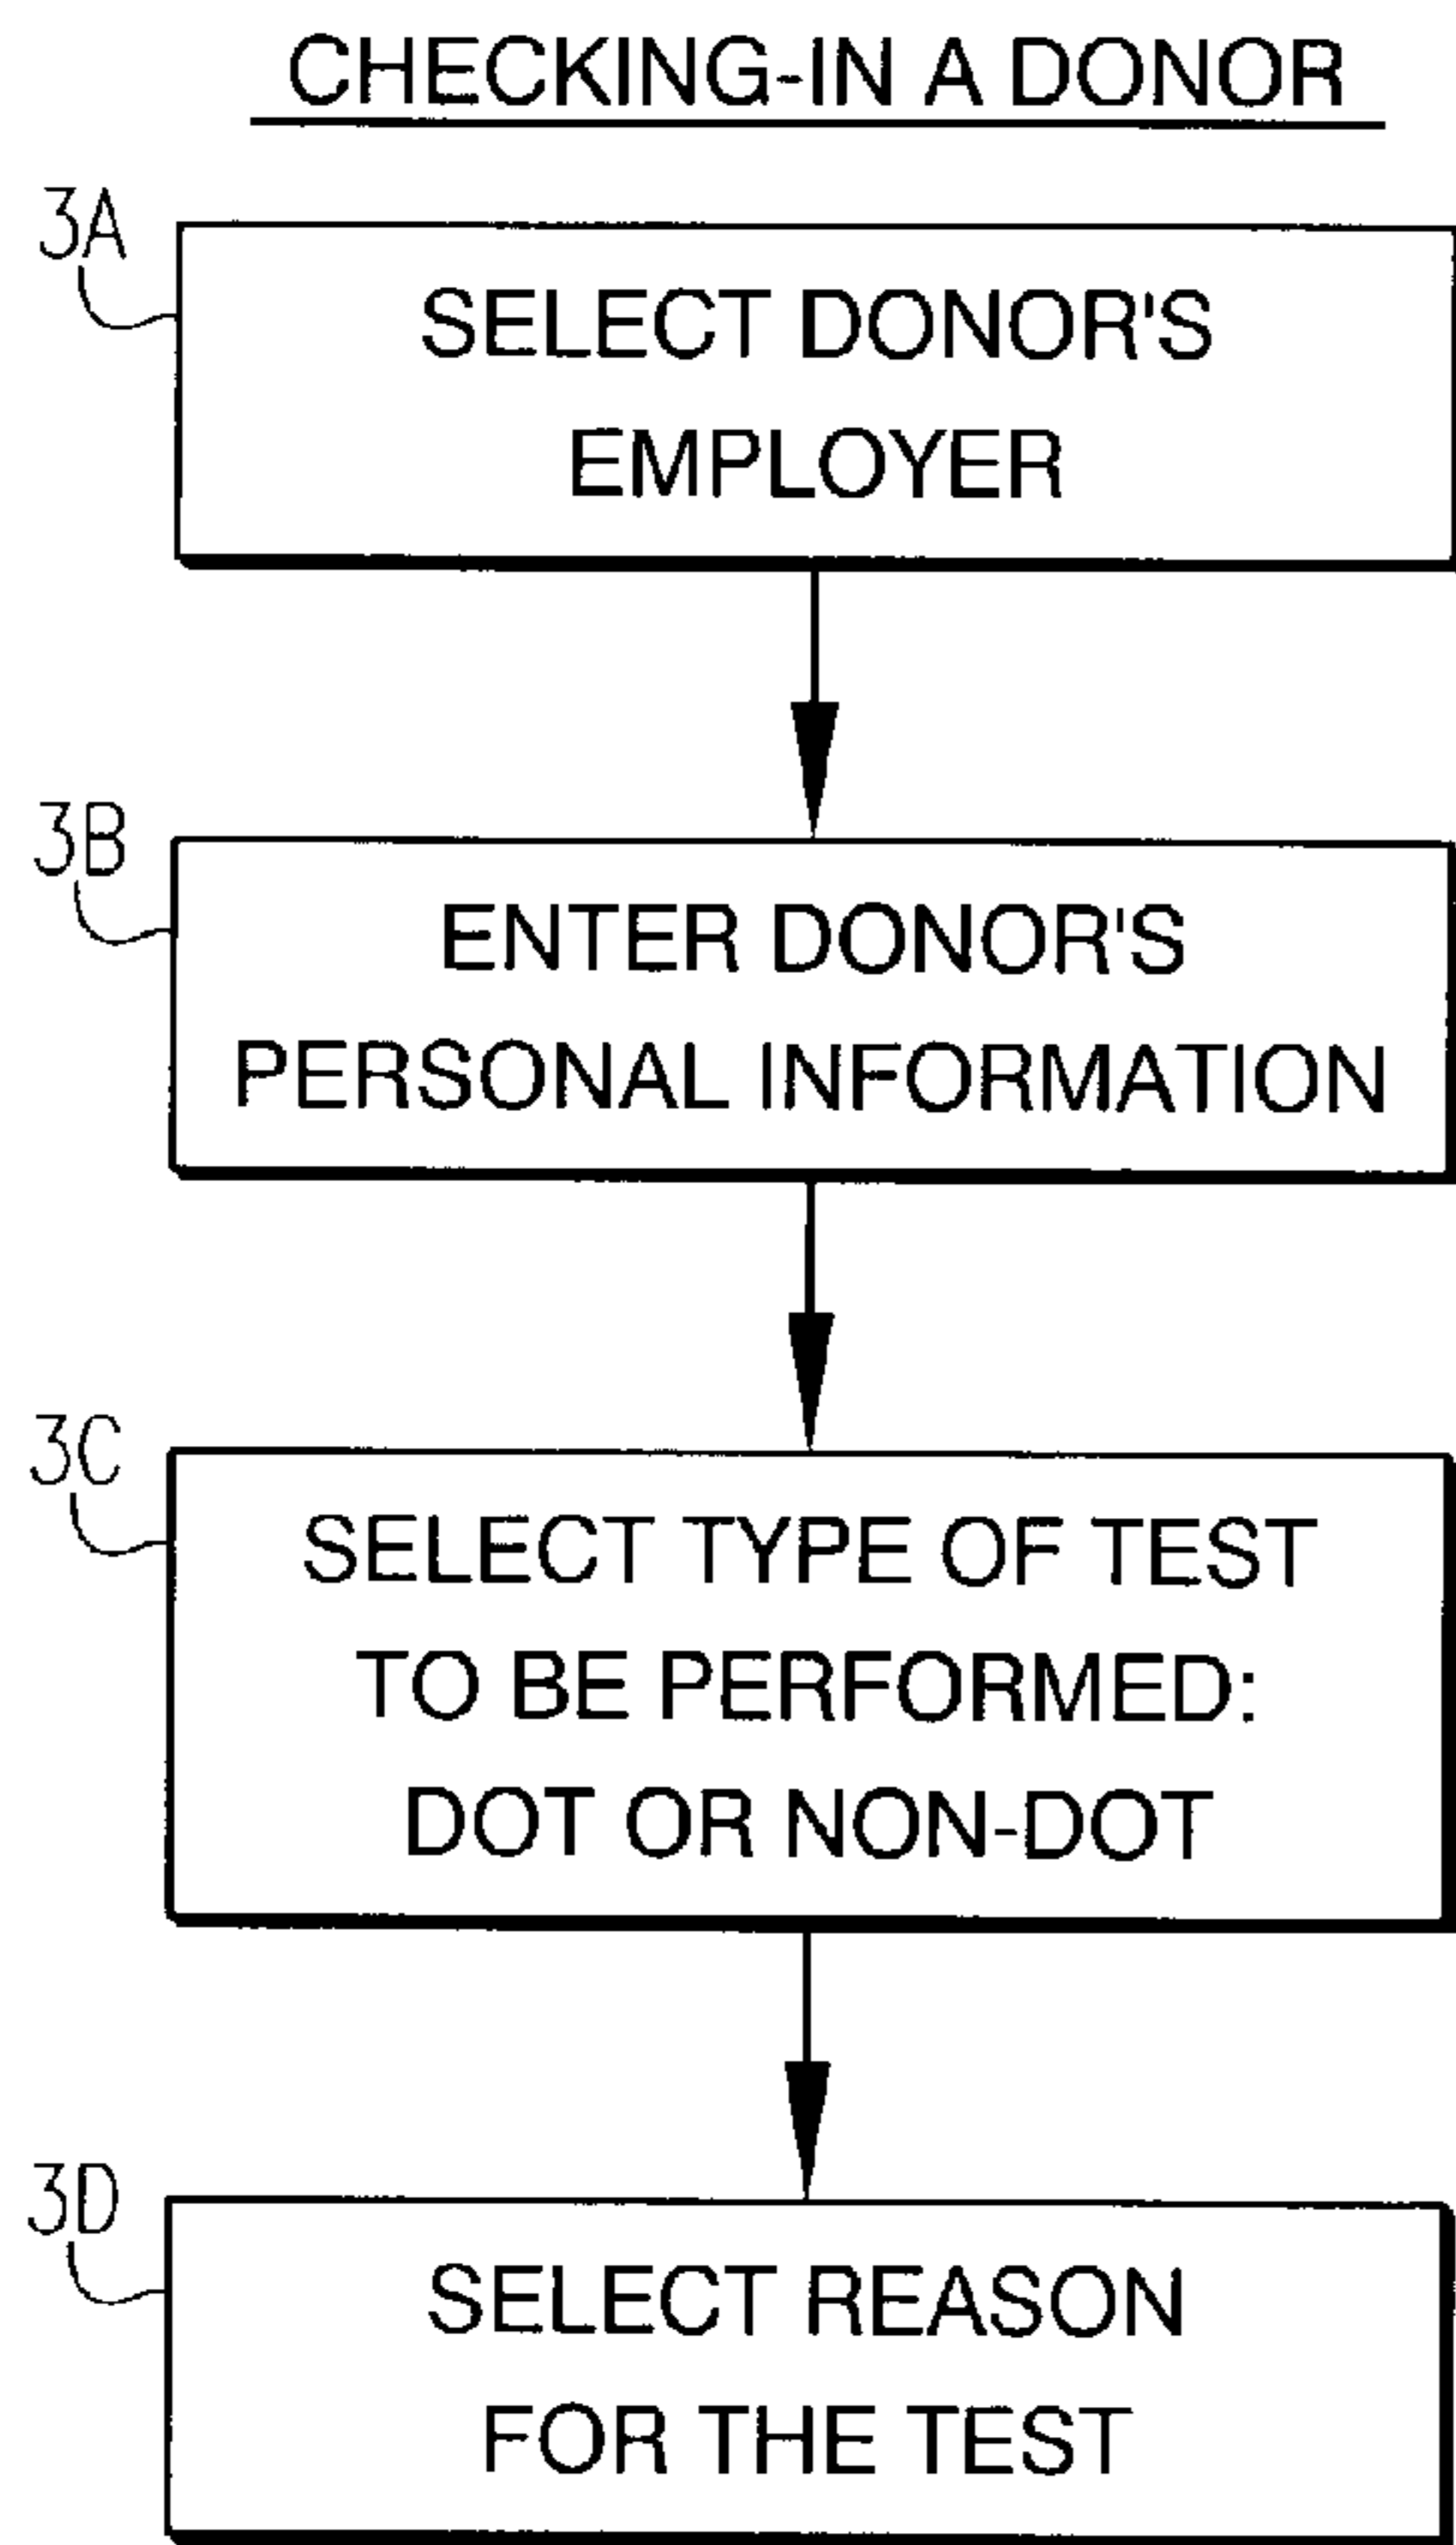 CHECKING-IN A DONOR
3A
SELECT DONOR'S
EMPLOYER
3B
ENTER DONOR'S
PERSONAL INFORMATION
3C
SELECT TYPE OF TEST
TO BE PERFORMED:
DOT OR NON-DOT
3D
SELECT REASON
FOR THE TEST